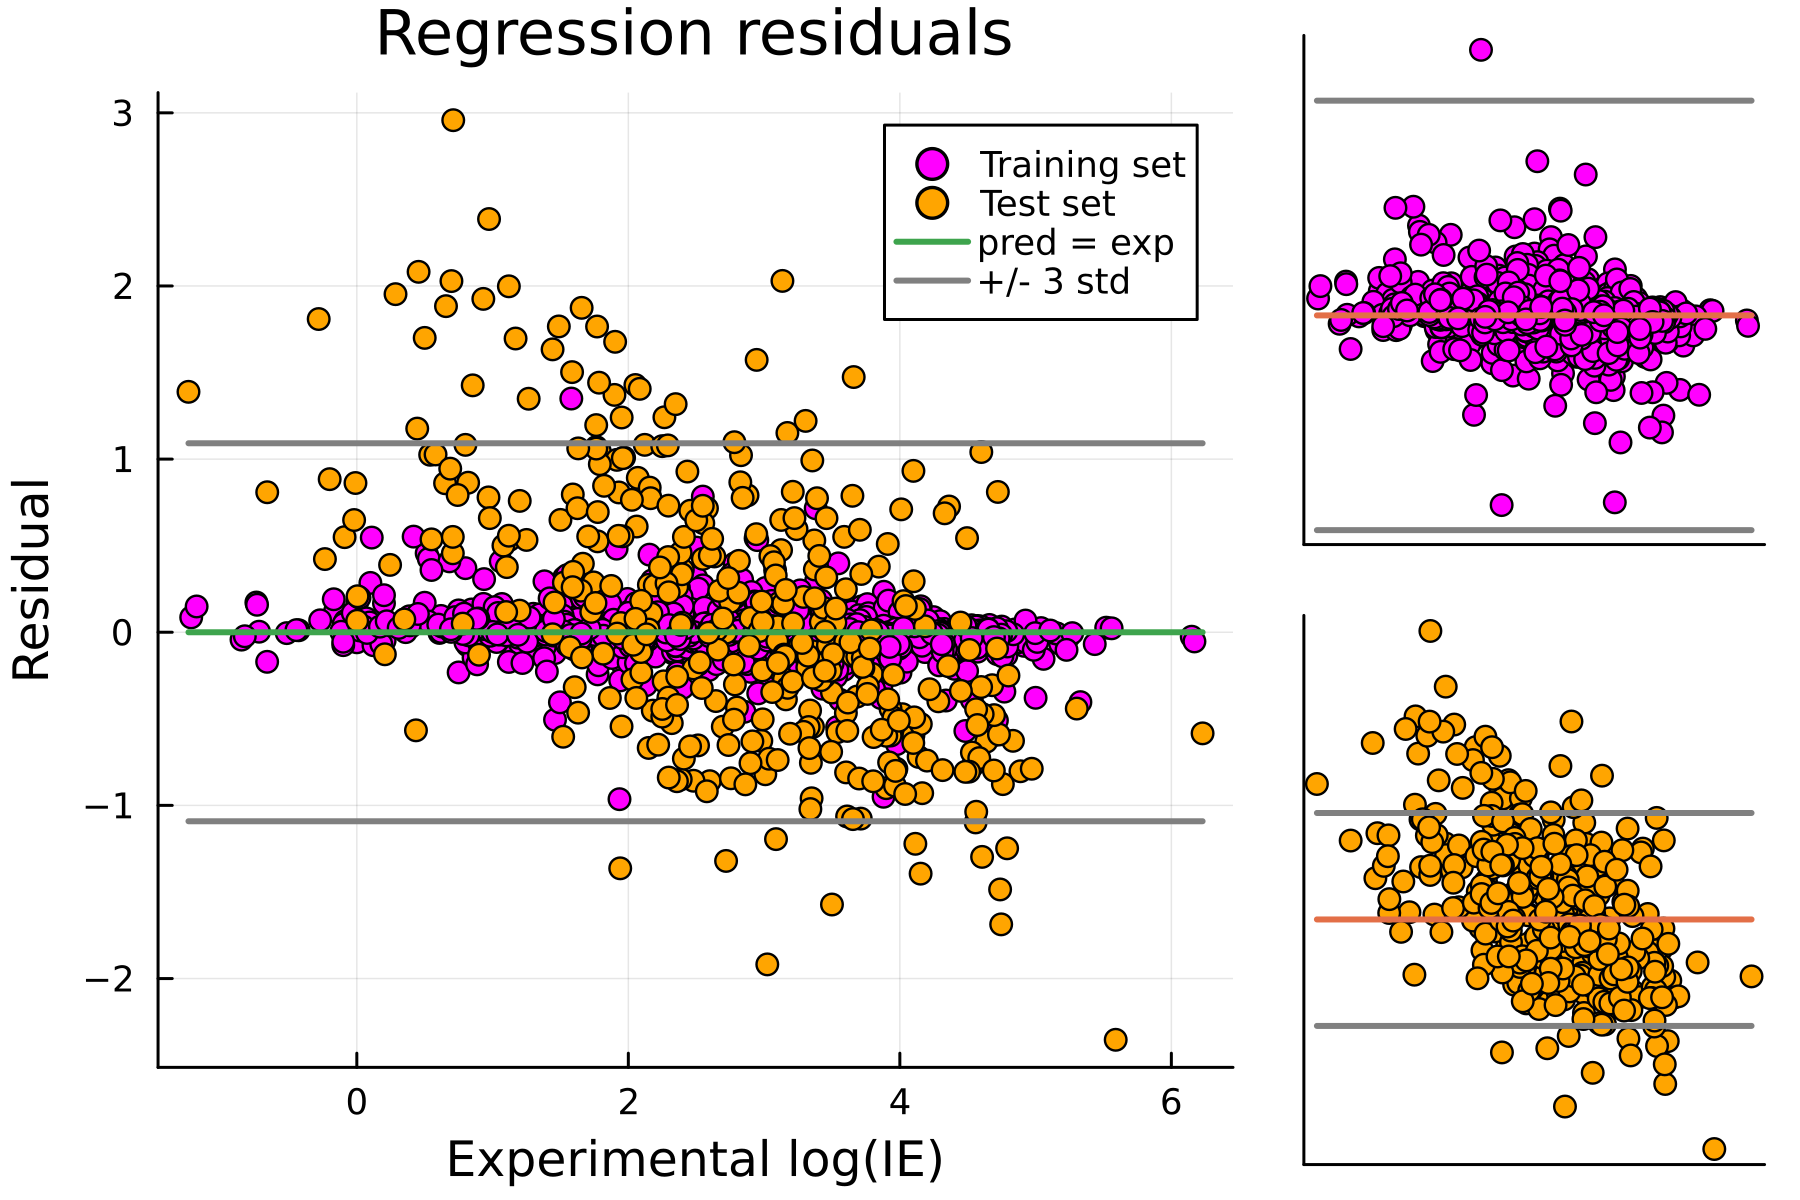 Regression residuals
Training set
Test set
pred = exp
+/- 3 std
Residual
3
2
1
0
−1
−2
0 2 4 6
Experimental log(IE)